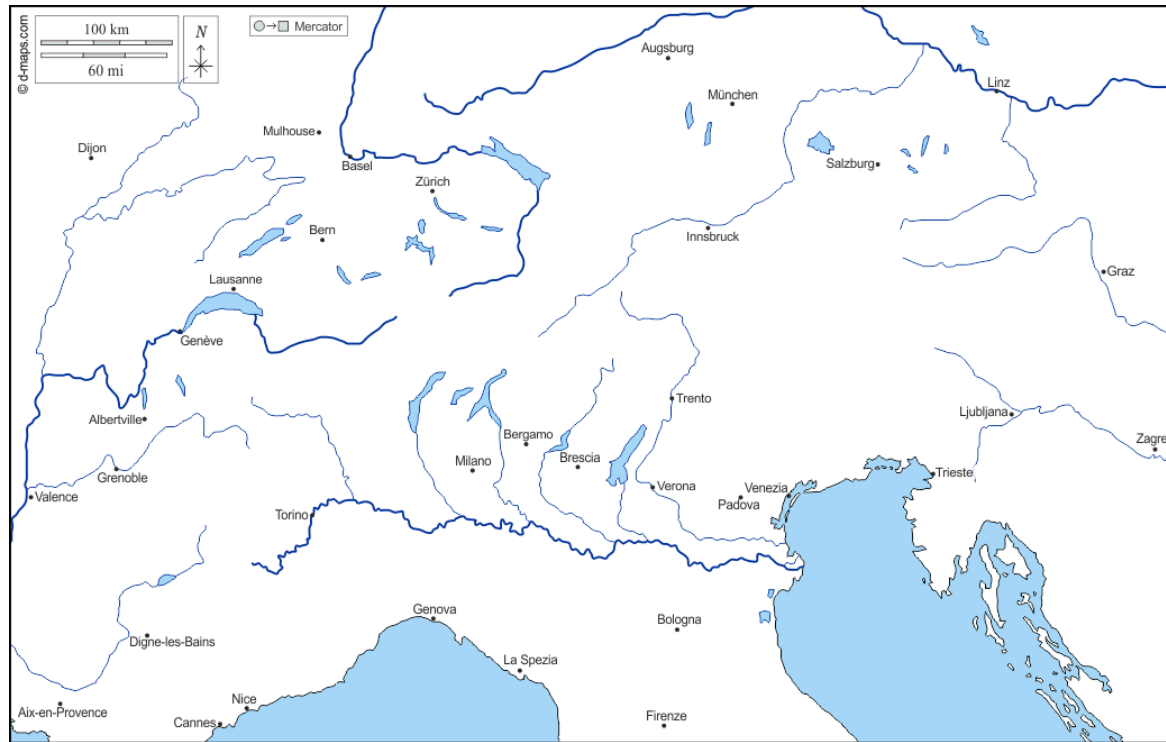 100 km
60 mi
N
Mercator
© d-maps.com
Augsburg
Linz
München
Mulhouse
Dijon
Basel
Salzburg
Zürich
Bern
Innsbruck
Graz
Lausanne
Genève
Trento
Albertville
Ljubljana
Bergamo
Zagre
Milano
Brescia
Grenoble
Trieste
Verona
Venezia
Padova
Valence
Torino
Genova
Bologna
Digne-les-Bains
La Spezia
Nice
Aix-en-Provence
Cannes
Firenze